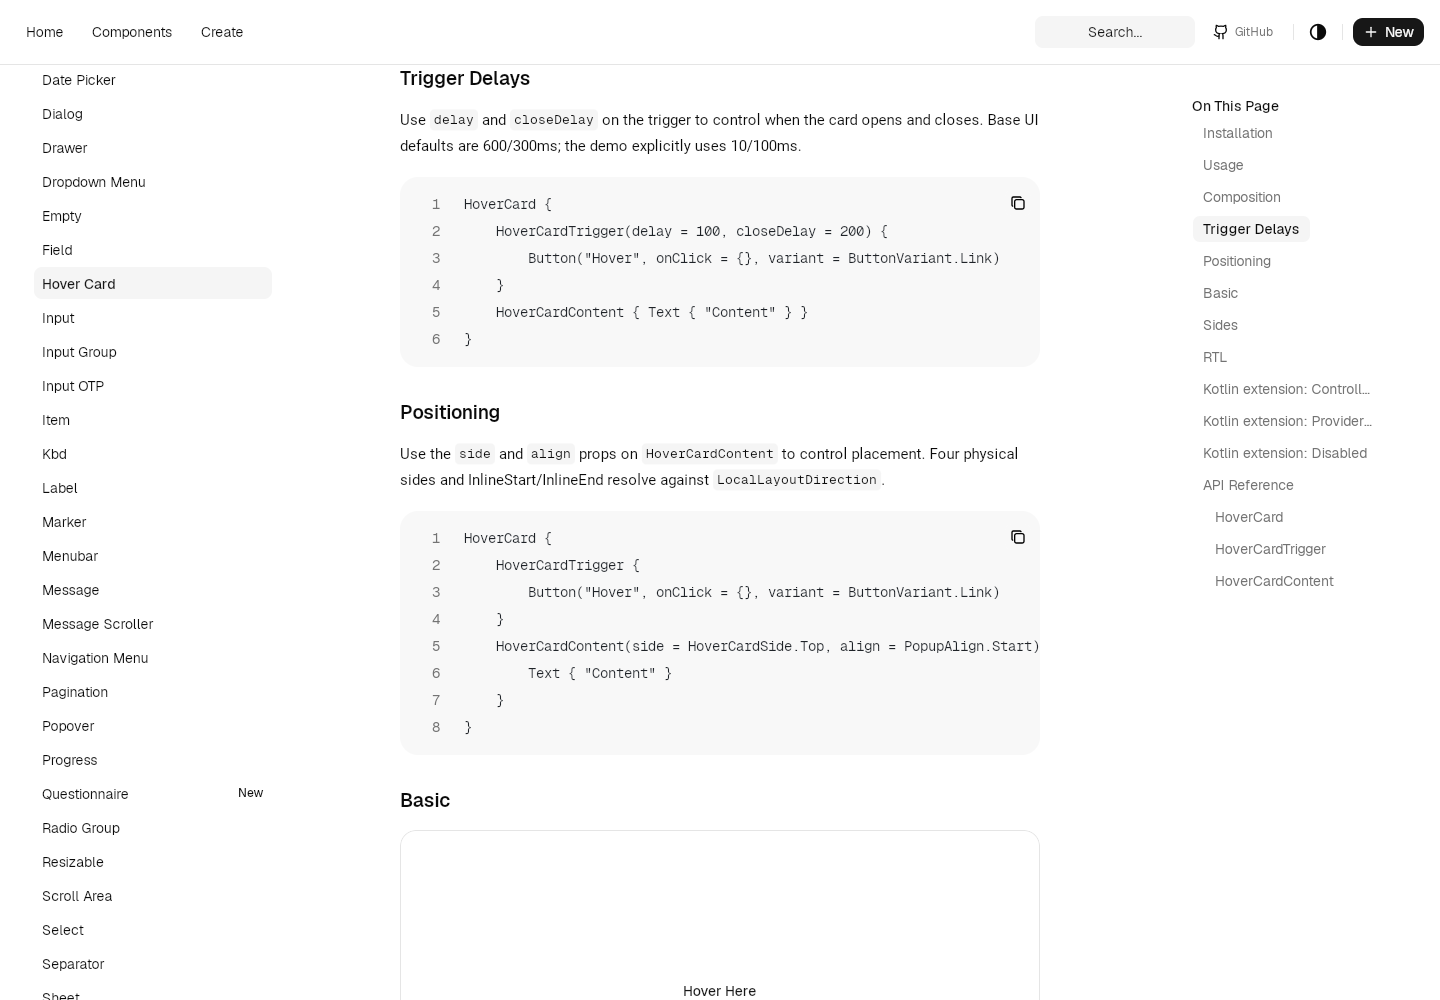 Home
Components
Create
Search...
GitHub
New
Date Picker
Dialog
Drawer
Dropdown Menu
Empty
Field
Hover Card
Input
Input Group
Input OTP
Item
Kbd
Label
Marker
Menubar
Message
Message Scroller
Navigation Menu
Pagination
Popover
Progress
Questionnaire New
Radio Group
Resizable
Scroll Area
Select
Separator
Sheet
Trigger Delays
Use delay and closeDelay on the trigger to control when the card opens and closes. Base UI
defaults are 600/300ms; the demo explicitly uses 10/100ms.
1 HoverCard {
2     HoverCardTrigger(delay = 100, closeDelay = 200) {
3         Button("Hover", onClick = {}, variant = ButtonVariant.Link)
4     }
5     HoverCardContent { Text { "Content" } }
6 }
Positioning
Use the side and align props on HoverCardContent to control placement. Four physical
sides and InlineStart/InlineEnd resolve against LocalLayoutDirection.
1 HoverCard {
2     HoverCardTrigger {
3         Button("Hover", onClick = {}, variant = ButtonVariant.Link)
4     }
5     HoverCardContent(side = HoverCardSide.Top, align = PopupAlign.Start)
6         Text { "Content" }
7     }
8 }
Basic
Hover Here
On This Page
Installation
Usage
Composition
Trigger Delays
Positioning
Basic
Sides
RTL
Kotlin extension: Controll...
Kotlin extension: Provider...
Kotlin extension: Disabled
API Reference
HoverCard
HoverCardTrigger
HoverCardContent